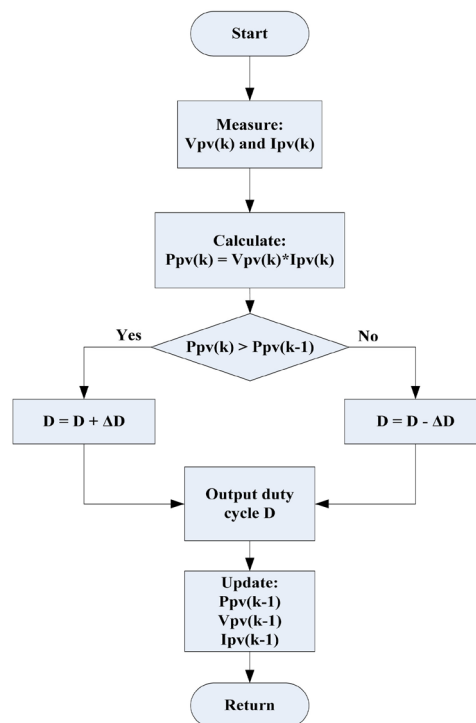 Start
Measure:
Vpv(k) and Ipv(k)
Calculate:
Ppv(k) = Vpv(k)*Ipv(k)
Yes
Ppv(k) > Ppv(k-1)
No
D = D + ΔD
D = D - ΔD
Output duty
cycle D
Update:
Ppv(k-1)
Vpv(k-1)
Ipv(k-1)
Return